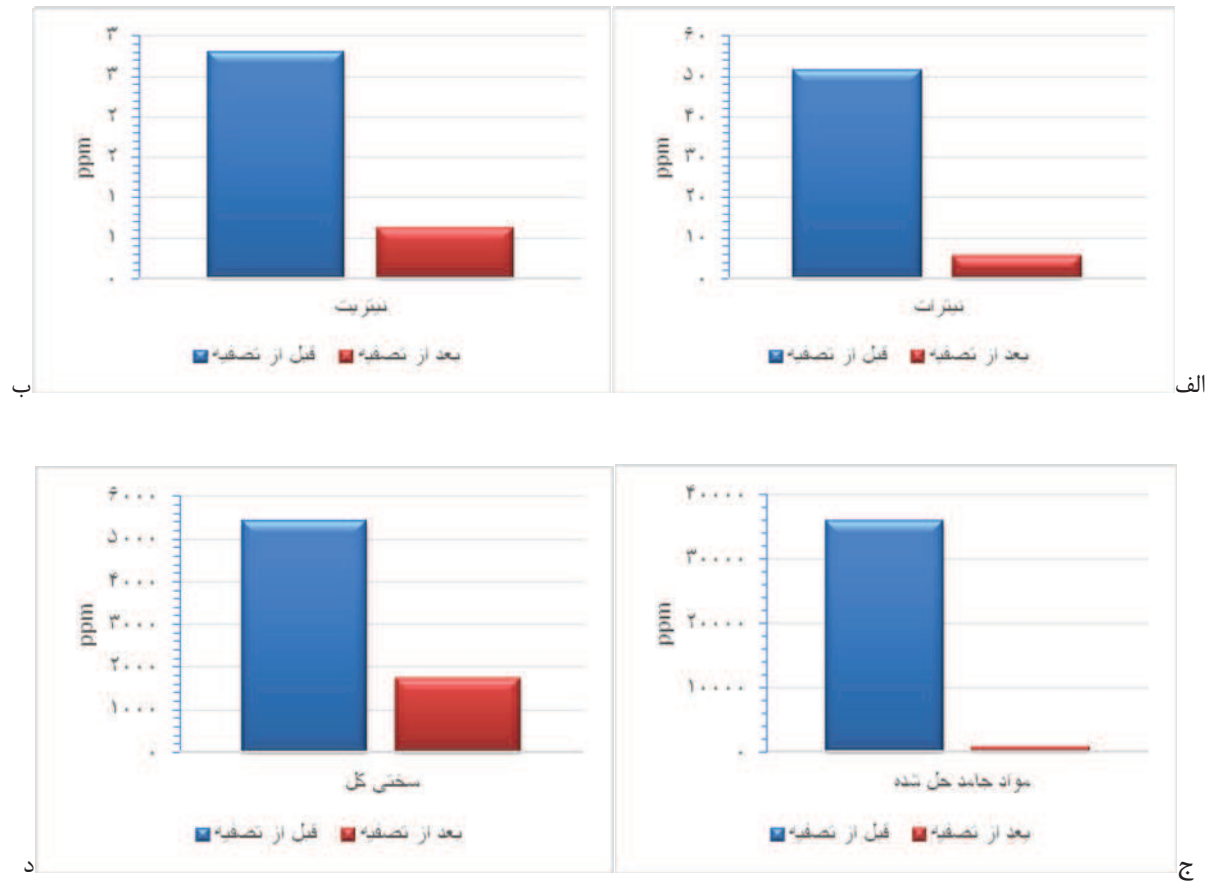 ۶۰
۵۰
۴۰
۳۰
۲۰
۱۰
۰
ppm
نیترات
بعد از تصفیه قبل از تصفیه
الف
۳
۳
۲
۲
۱
۱
۰
ppm
نیتریت
بعد از تصفیه قبل از تصفیه
ب
۴۰۰۰۰
۳۰۰۰۰
۲۰۰۰۰
۱۰۰۰۰
۰
ppm
مواد جامد حل شده
بعد از تصفیه قبل از تصفیه
ج
۶۰۰۰
۵۰۰۰
۴۰۰۰
۳۰۰۰
۲۰۰۰
۱۰۰۰
۰
ppm
سختی کل
بعد از تصفیه قبل از تصفیه
د